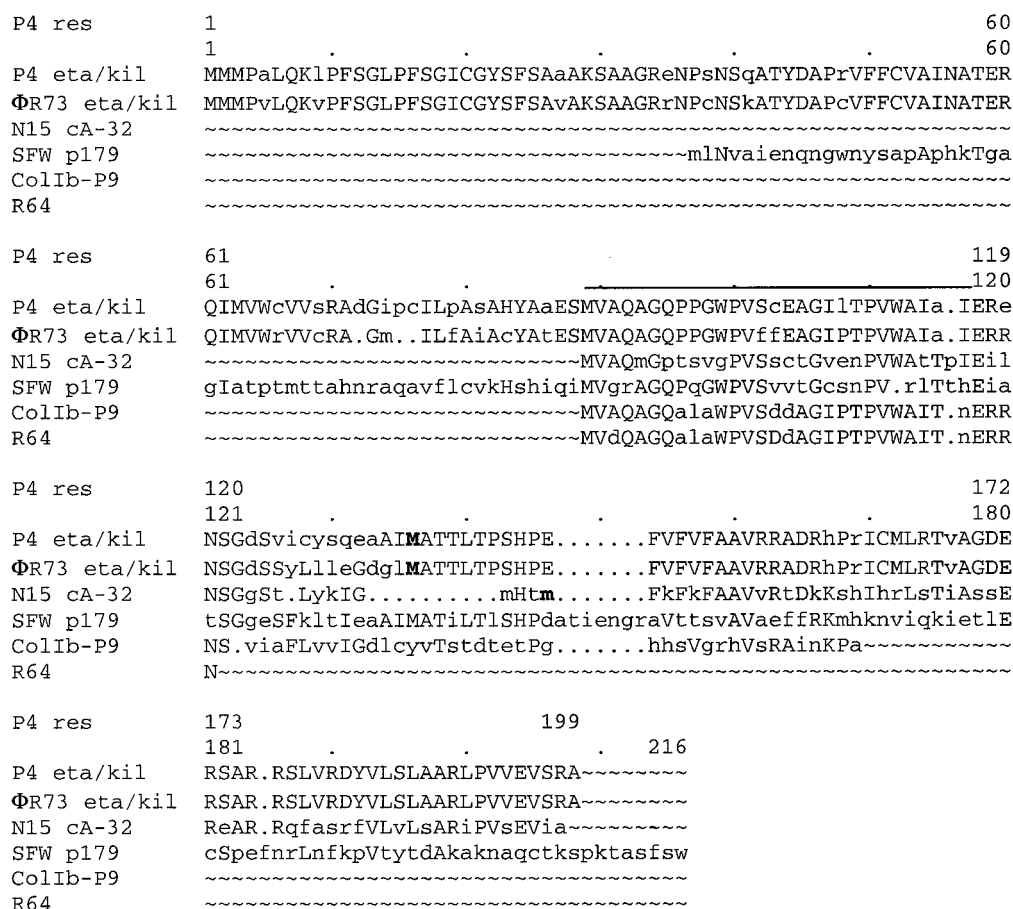 P4 res 1 60
1 . . . . . 60
P4 eta/kil MMMPaLQKlPFSGLPFSGICGYSFSAaAKSAAGReNPsNSqATYDAPrVFFCVAINATER
ΦR73 eta/kil MMMPvLQKvPFSGLPFSGICGYSFSAvAKSAAGRrNPcNSkATYDAPcVFFCVAINATER
N15 cA-32 ~~~~~~~~~~~~~~~~~~~~~~~~~~~~~~~~~~~~~~~~~~~~~~~~~~~~~~~~~~~~
SFW p179 ~~~~~~~~~~~~~~~~~~~~~~~~~~~~~~~~~~~~mlNvaienqngwnysapAphkTga
ColIb-P9 ~~~~~~~~~~~~~~~~~~~~~~~~~~~~~~~~~~~~~~~~~~~~~~~~~~~~~~~~~~~~
R64 ~~~~~~~~~~~~~~~~~~~~~~~~~~~~~~~~~~~~~~~~~~~~~~~~~~~~~~~~~~~~
P4 res 61 119
61 . . . . . 120
P4 eta/kil QIMVWcVVsRAdGipcILpAsAHYAaESMVAQAGQPPGWPVScEAGIlTPVWAIa.IERe
ΦR73 eta/kil QIMVWrVVcRA.Gm..ILfAiAcYAtESMVAQAGQPPGWPVffEAGIPTPVWAIa.IERR
N15 cA-32 ~~~~~~~~~~~~~~~~~~~~~~~~~~~~MVAQmGptsvgPVSsctGvenPVWAtTpIEil
SFW p179 gIatptmttahnraqavflcvkHshiqiMVgrAGQPqGWPVSvvtGcsnPV.rlTthEia
ColIb-P9 ~~~~~~~~~~~~~~~~~~~~~~~~~~~~MVAQAGQalaWPVSddAGIPTPVWAIT.nERR
R64 ~~~~~~~~~~~~~~~~~~~~~~~~~~~~MVdQAGQalaWPVSDdAGIPTPVWAIT.nERR
P4 res 120 172
121 . . . . . 180
P4 eta/kil NSGdSvicysqeaAIMATTLTPSHPE.......FVFVFAAVRRADRhPrICMLRTvAGDE
ΦR73 eta/kil NSGdSSyLlleGdglMATTLTPSHPE.......FVFVFAAVRRADRhPrICMLRTvAGDE
N15 cA-32 NSGgSt.LykIG..........mHtm.......FkFkFAAVvRtDkKshIhrLsTiAssE
SFW p179 tSGgeSFkltIeaAIMATiLTlSHPdatiengraVttsvAVaeffRKmhknviqkietlE
ColIb-P9 NS.viaFLvvIGdlcyvTstdtetPg.......hhsVgrhVsRAinKPa~~~~~~~~~~~
R64 N~~~~~~~~~~~~~~~~~~~~~~~~~~~~~~~~~~~~~~~~~~~~~~~~~~~~~~~~~~~
P4 res 173 199
181 . . . 216
P4 eta/kil RSAR.RSLVRDYVLSLAARLPVVEVSRA~~~~~~~~
ΦR73 eta/kil RSAR.RSLVRDYVLSLAARLPVVEVSRA~~~~~~~~
N15 cA-32 ReAR.RqfasrfVLvLsARiPVsEVia~~~~~~~~~
SFW p179 cSpefnrLnfkpVtytdAkaknaqctkspktasfsw
ColIb-P9 ~~~~~~~~~~~~~~~~~~~~~~~~~~~~~~~~~~~~
R64 ~~~~~~~~~~~~~~~~~~~~~~~~~~~~~~~~~~~~